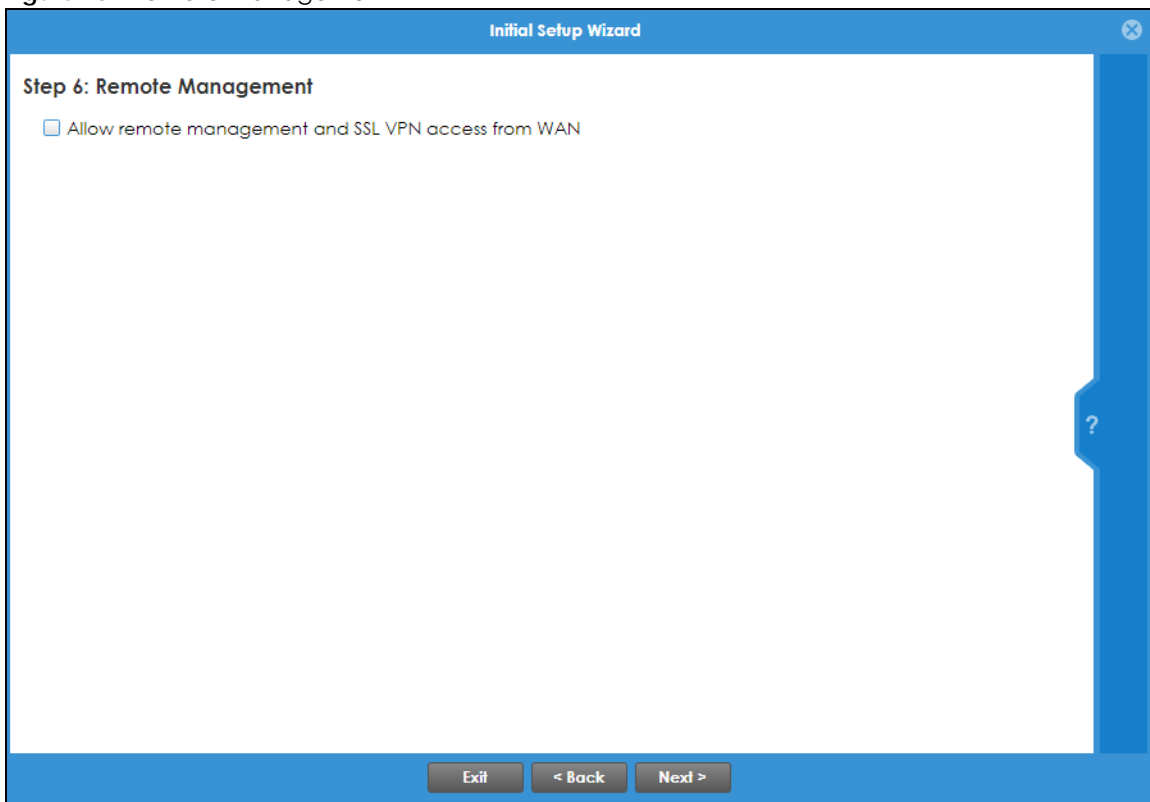 Initial Setup Wizard
Step 6: Remote Management
Allow remote management and SSL VPN access from WAN
?
Exit
< Back
Next >